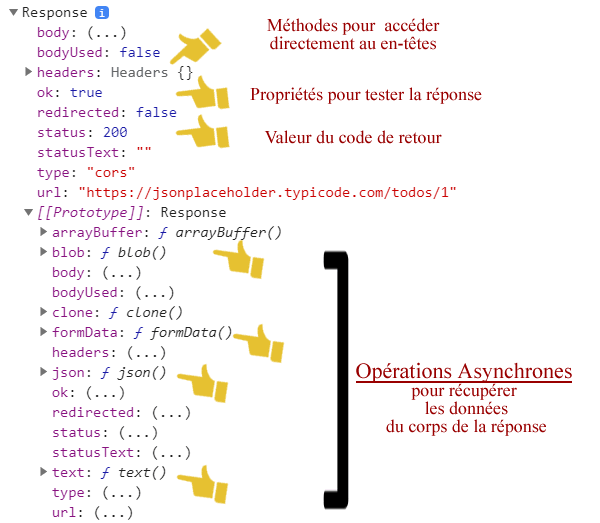 Response i
Méthodes pour accéder
directement au en-têtes
body: (...)
bodyUsed: false
headers: Headers {}
ok: true
Propriétés pour tester la réponse
redirected: false
status: 200
Valeur du code de retour
statusText: ""
type: "cors"
url: "https://jsonplaceholder.typicode.com/todos/1"
[[Prototype]]: Response
arrayBuffer: ƒ arrayBuffer()
blob: ƒ blob()
body: (...)
bodyUsed: (...)
clone: ƒ clone()
formData: ƒ formData()
headers: (...)
json: ƒ json()
ok: (...)
redirected: (...)
status: (...)
statusText: (...)
text: ƒ text()
type: (...)
url: (...)
Opérations Asynchrones
pour récupérer
les données
du corps de la réponse